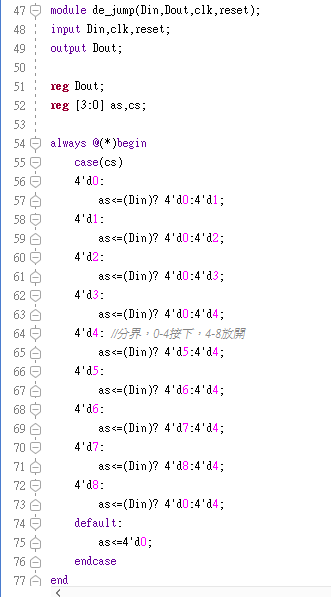 47 module de_jump(Din,Dout,clk,reset);
48 input Din,clk,reset;
49 output Dout;
50
51 reg Dout;
52 reg [3:0] as,cs;
53
54 always @(*)begin
55 case(cs)
56 4'd0:
57 as<=(Din)? 4'd0:4'd1;
58 4'd1:
59 as<=(Din)? 4'd0:4'd2;
60 4'd2:
61 as<=(Din)? 4'd0:4'd3;
62 4'd3:
63 as<=(Din)? 4'd0:4'd4;
64 4'd4: //分界，0-4接下，4-8放開
65 as<=(Din)? 4'd5:4'd4;
66 4'd5:
67 as<=(Din)? 4'd6:4'd4;
68 4'd6:
69 as<=(Din)? 4'd7:4'd4;
70 4'd7:
71 as<=(Din)? 4'd8:4'd4;
72 4'd8:
73 as<=(Din)? 4'd0:4'd4;
74 default:
75 as<=4'd0;
76 endcase
77 end